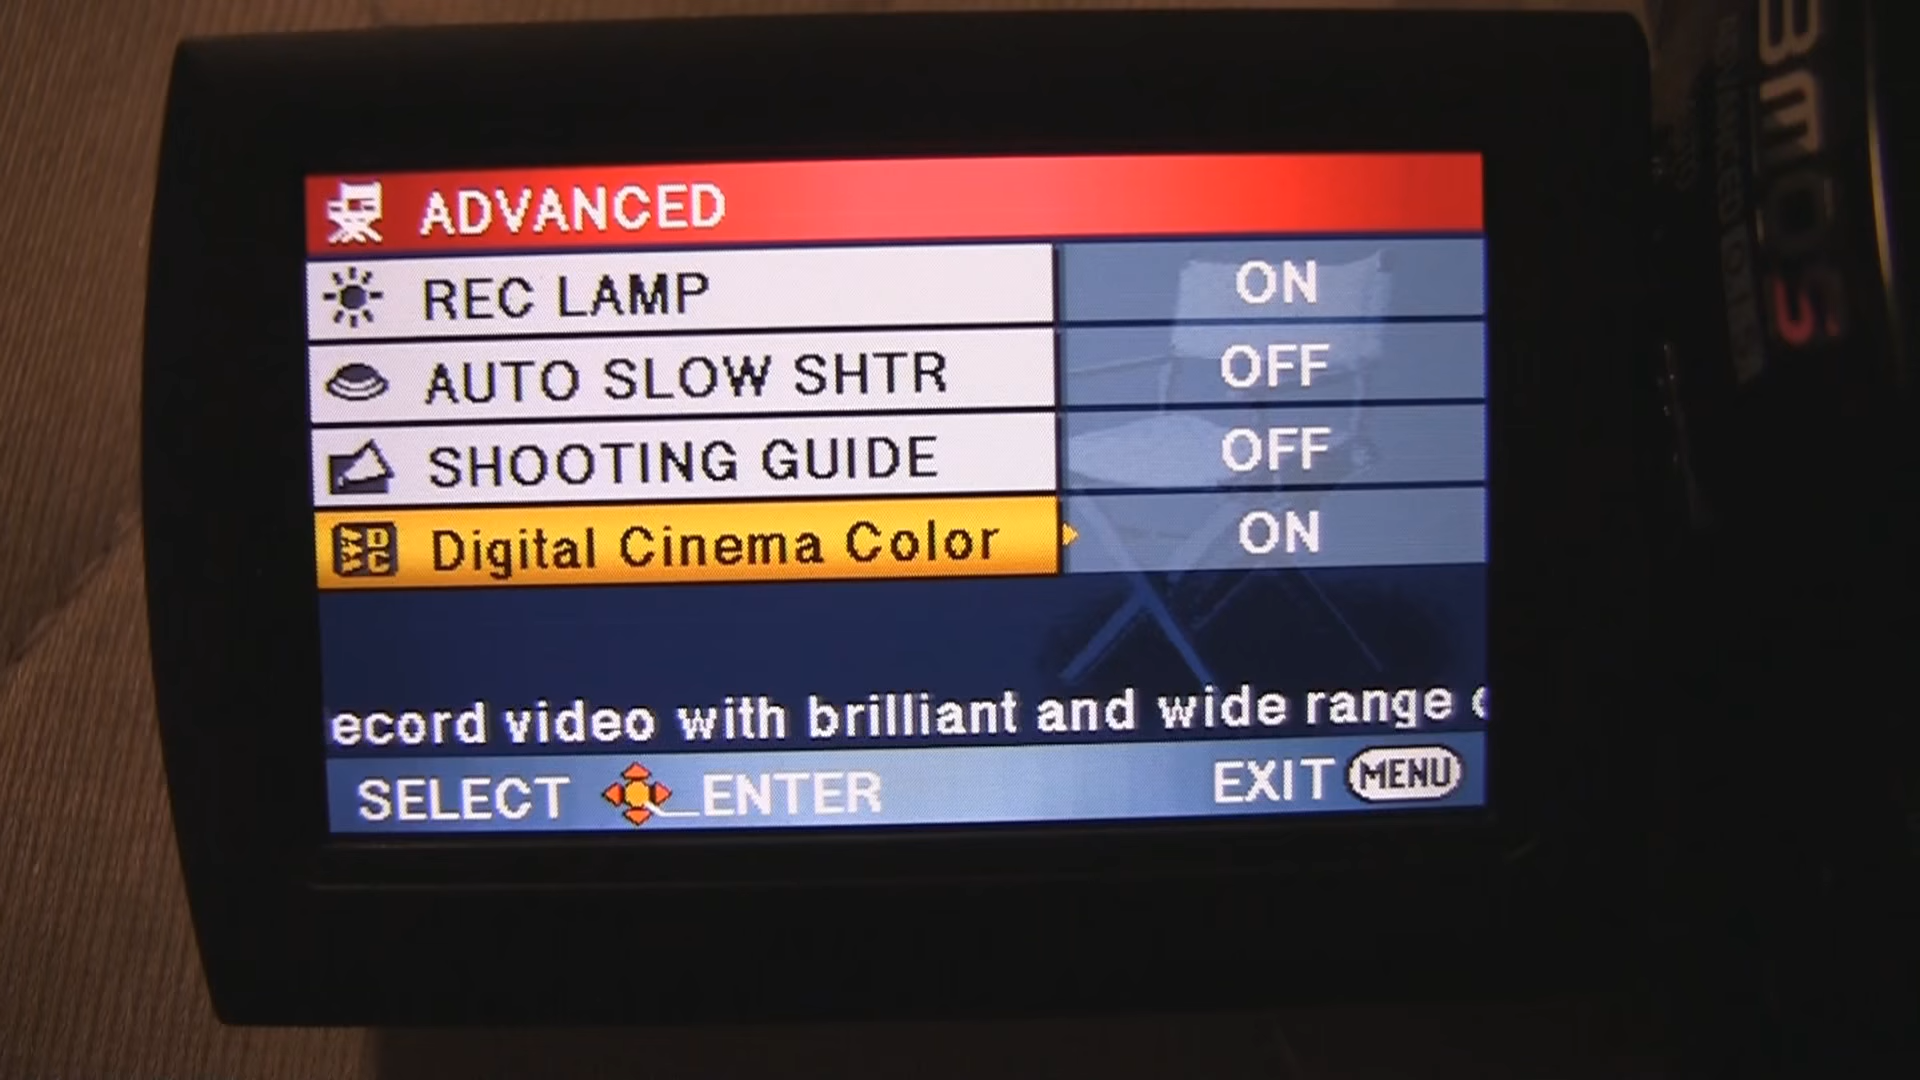 ADVANCED
REC LAMP ON
AUTO SLOW SHTR OFF
SHOOTING GUIDE OFF
Digital Cinema Color ON
ecord video with brilliant and wide range
SELECT ENTER EXIT MENU
3MOS